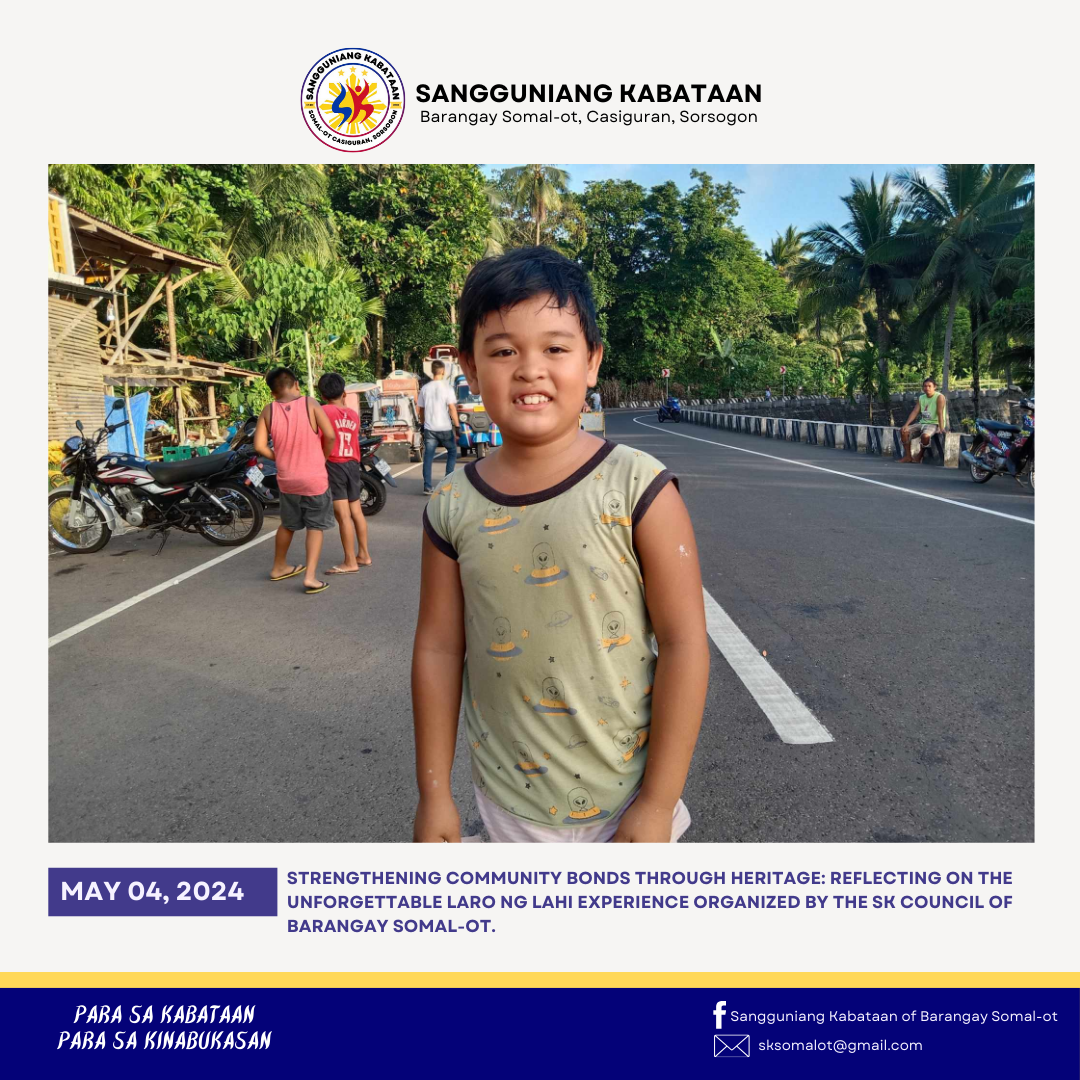 SANGGUNIANG KABATAAN
SOMAL-OT CASIGURAN, SORSOGON
SANGGUNIANG KABATAAN
Barangay Somal-ot, Casiguran, Sorsogon
13
MAY 04, 2024
STRENGTHENING COMMUNITY BONDS THROUGH HERITAGE: REFLECTING ON THE
UNFORGETTABLE LARO NG LAHI EXPERIENCE ORGANIZED BY THE SK COUNCIL OF
BARANGAY SOMAL-OT.
PARA SA KABATAAN
PARA SA KINABUKASAN
Sangguniang Kabataan of Barangay Somal-ot
sksomalot@gmail.com